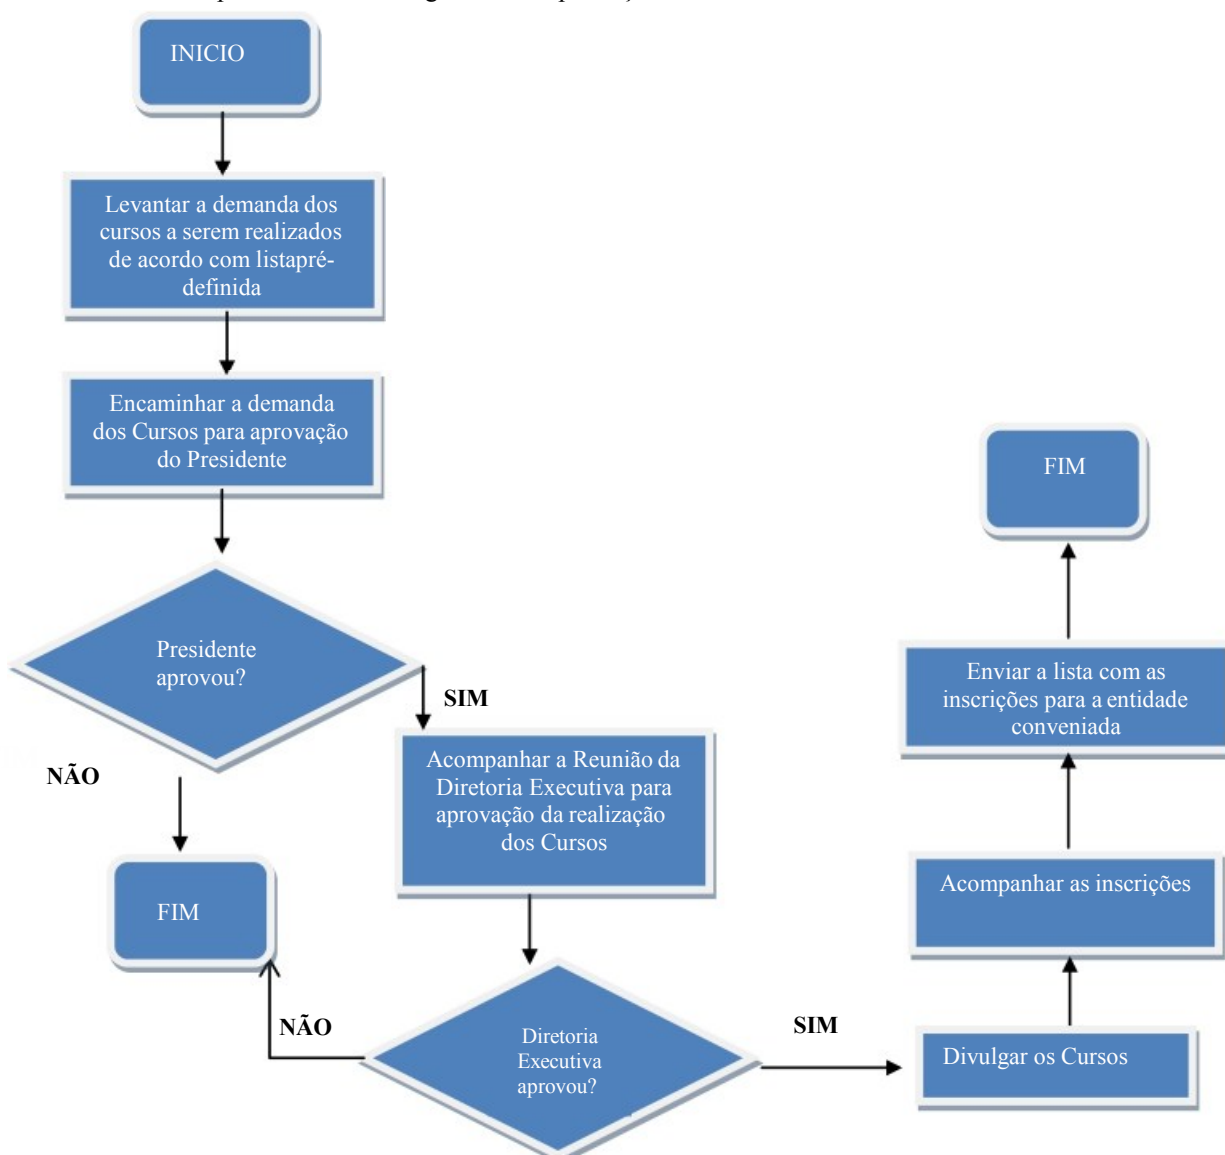 INICIO
Levantar a demanda dos
cursos a serem realizados
de acordo com listapré-
definida
Encaminhar a demanda
dos Cursos para aprovação
do Presidente
Presidente
aprovou?
SIM
NÃO
FIM
Acompanhar a Reunião da
Diretoria Executiva para
aprovação da realização
dos Cursos
Diretoria
Executiva
aprovou?
NÃO
SIM
Divulgar os Cursos
Acompanhar as inscrições
Enviar a lista com as
inscrições para a entidade
conveniada
FIM